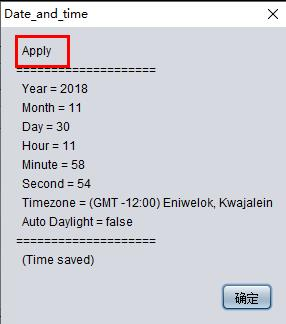 Date_and_time
Apply
====================
Year = 2018
Month = 11
Day = 30
Hour = 11
Minute = 58
Second = 54
Timezone = (GMT -12:00) Eniwelok, Kwajalein
Auto Daylight = false
====================
(Time saved)
确定